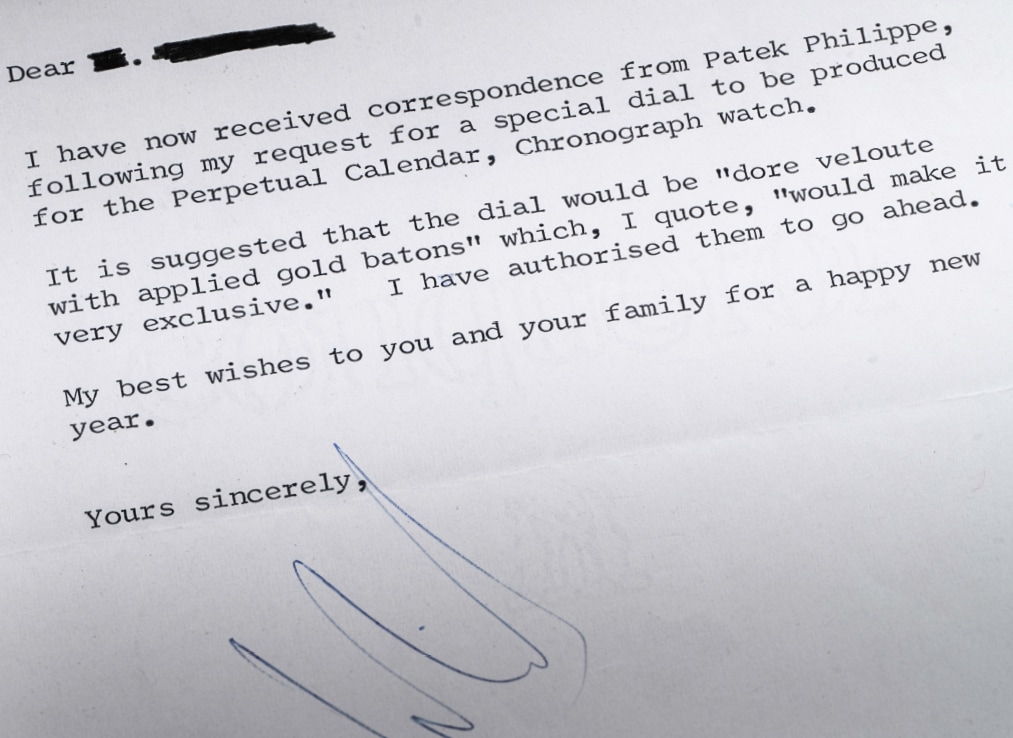 Dear
I have now received correspondence from Patek Philippe,
following my request for a special dial to be produced
for the Perpetual Calendar, Chronograph watch.
It is suggested that the dial would be "dore veloute
with applied gold batons" which, I quote, "would make it
very exclusive." I have authorised them to go ahead.
My best wishes to you and your family for a happy new
year.
Yours sincerely,